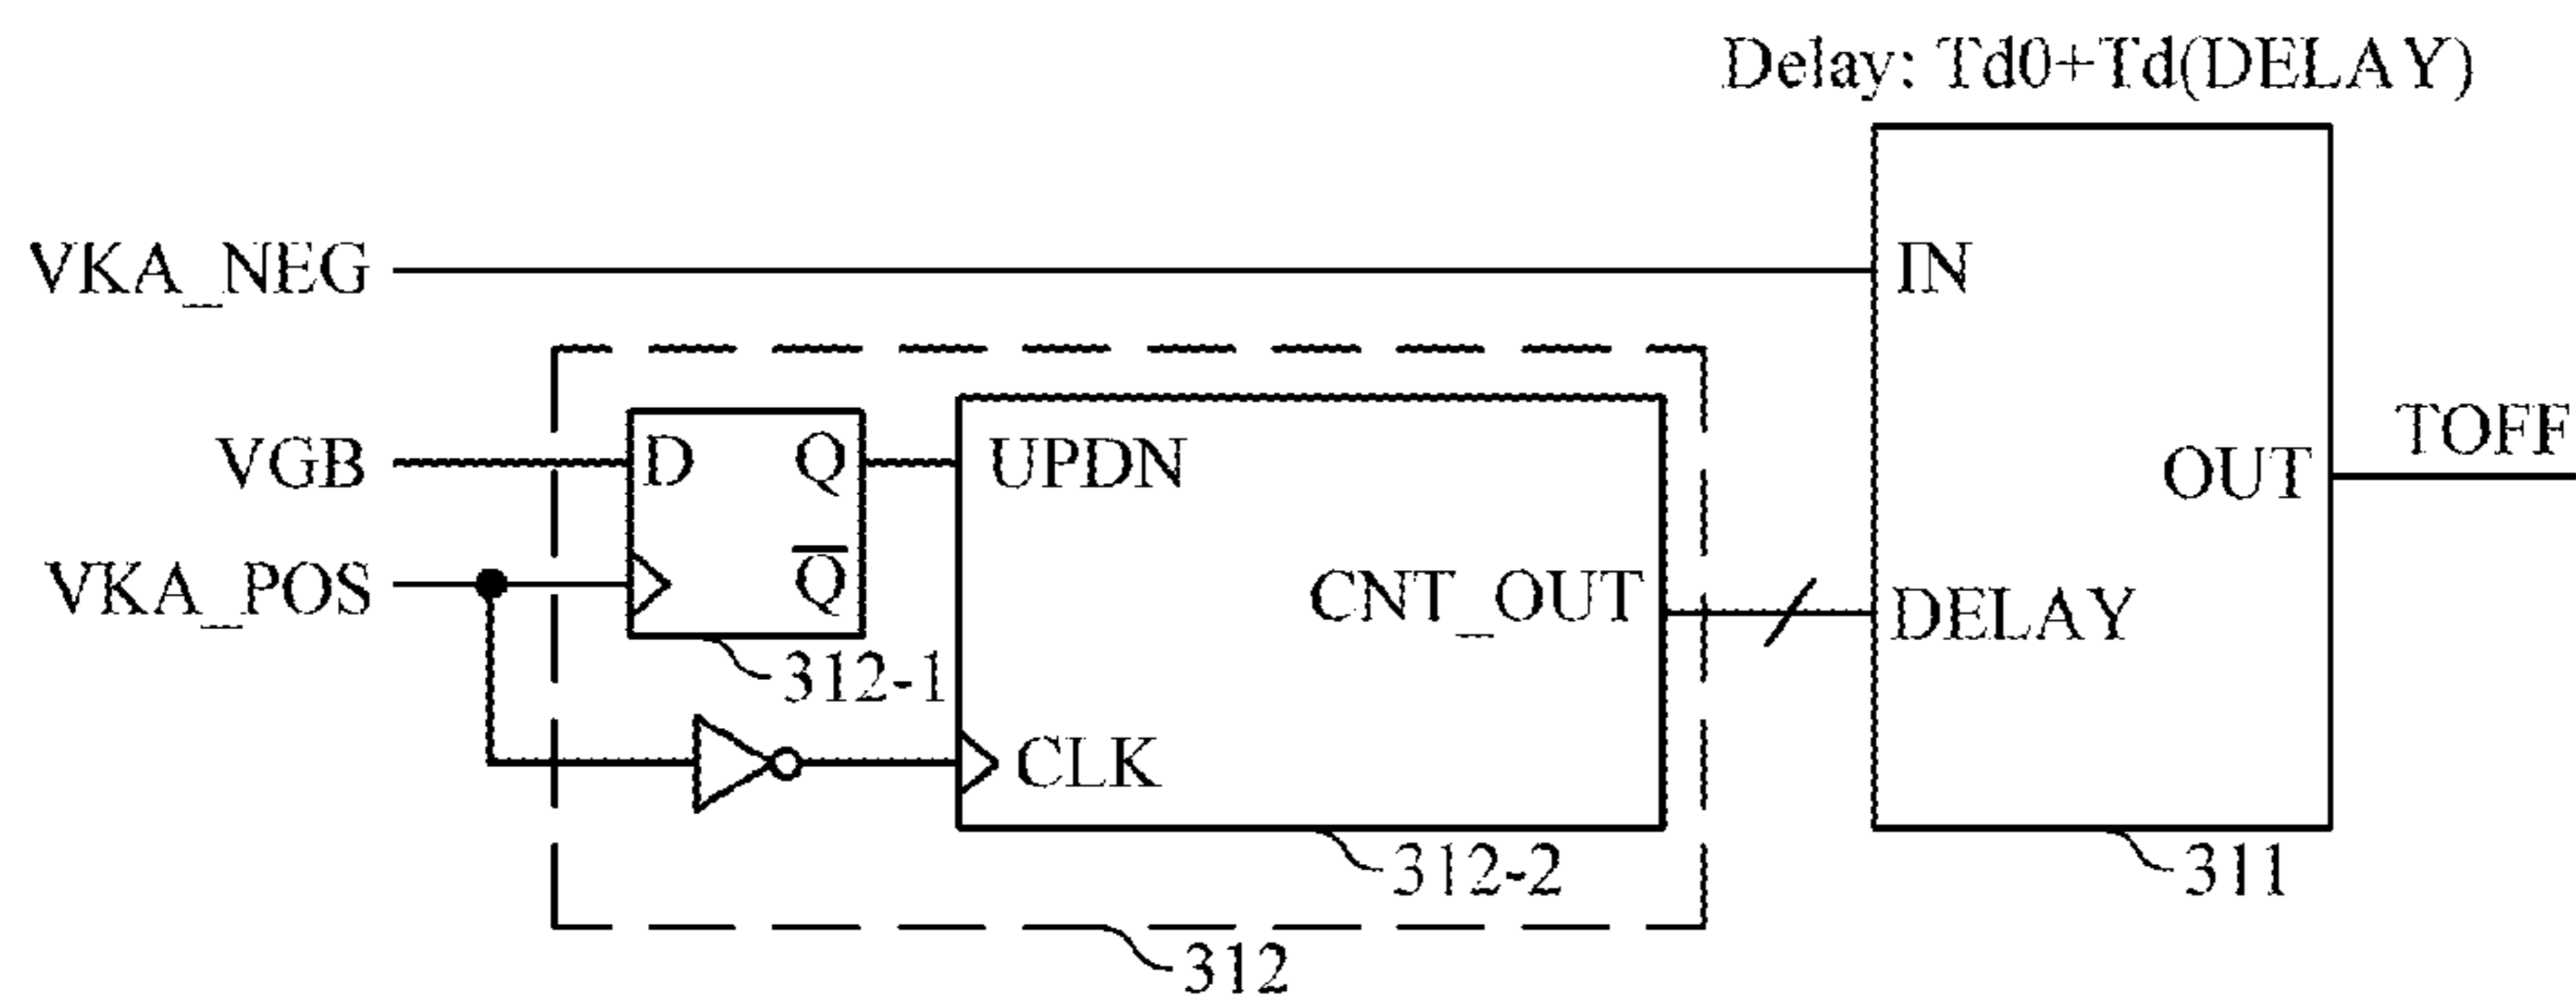 Delay: Td0+Td(DELAY)
VKA_NEG
IN
VGB
D
Q
UPDN
TOFF
OUT
VKA_POS
Q̅
CNT_OUT
DELAY
312-1
CLK
312-2
311
312